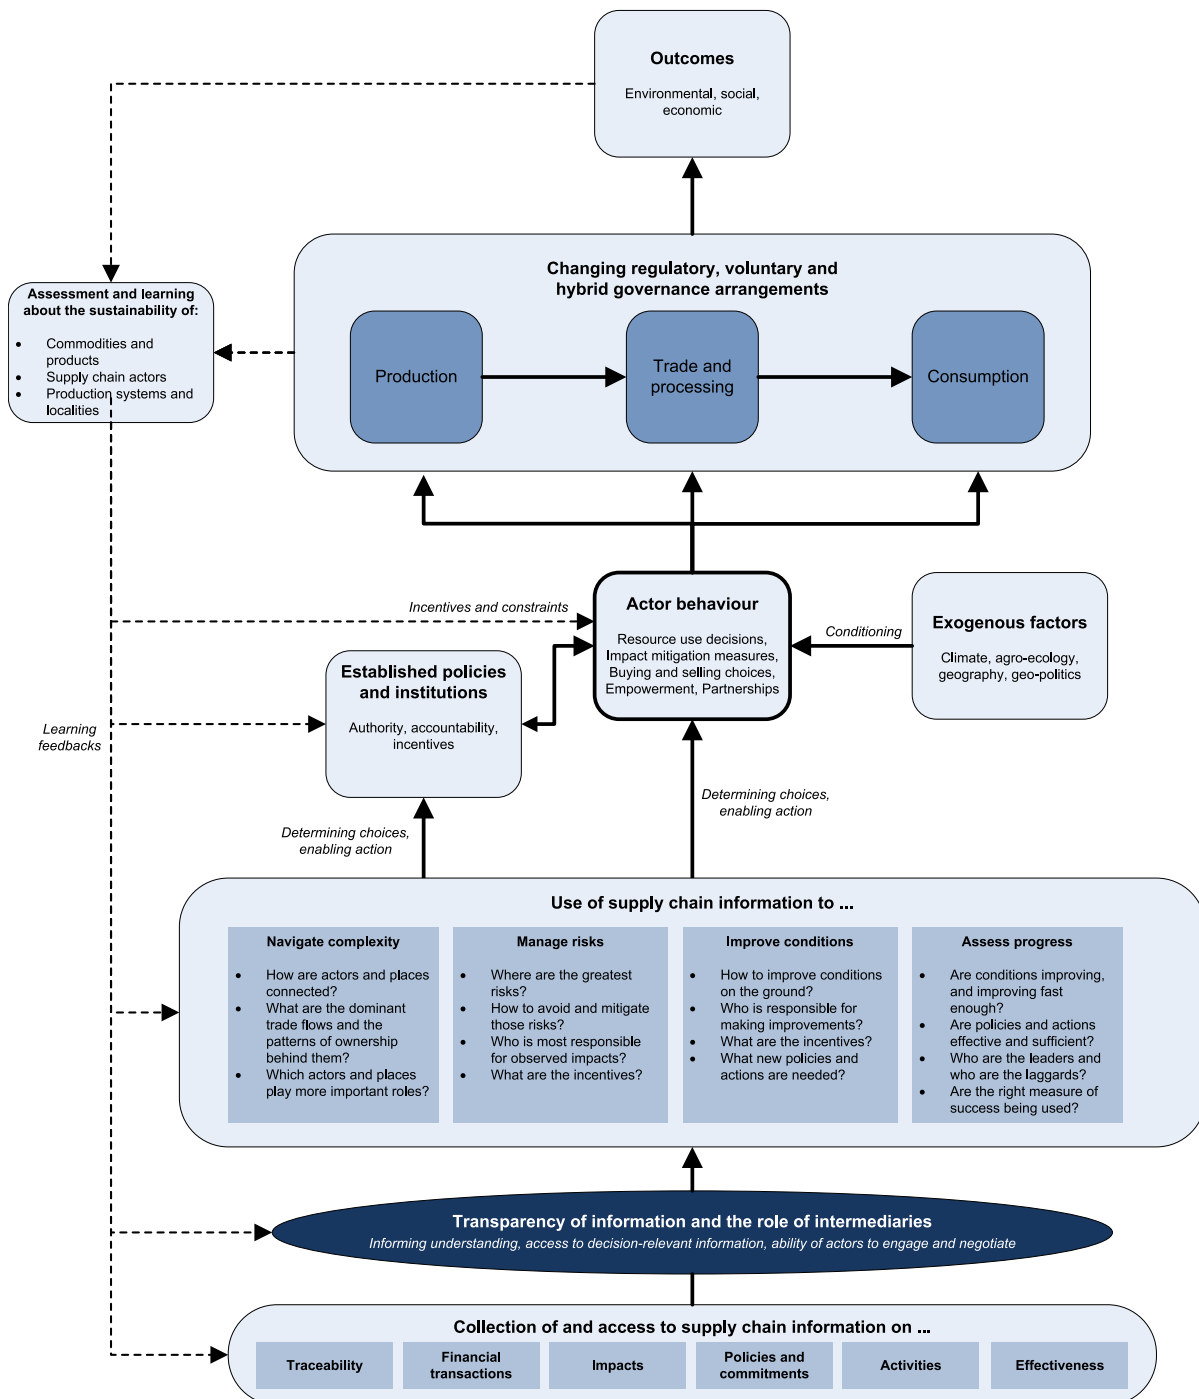 Outcomes
Environmental, social,
economic
Changing regulatory, voluntary and
hybrid governance arrangements
Production
Trade and
processing
Consumption
Assessment and learning
about the sustainability of:
• Commodities and
products
• Supply chain actors
• Production systems and
localities
Incentives and constraints
Actor behaviour
Resource use decisions,
Impact mitigation measures,
Buying and selling choices,
Empowerment, Partnerships
Conditioning
Exogenous factors
Climate, agro-ecology,
geography, geo-politics
Established policies
and institutions
Authority, accountability,
incentives
Learning
feedbacks
Determining choices,
enabling action
Determining choices,
enabling action
Use of supply chain information to ...
Navigate complexity
• How are actors and places
connected?
• What are the dominant
trade flows and the
patterns of ownership
behind them?
• Which actors and places
play more important roles?
Manage risks
• Where are the greatest
risks?
• How to avoid and mitigate
those risks?
• Who is most responsible
for observed impacts?
• What are the incentives?
Improve conditions
• How to improve conditions
on the ground?
• Who is responsible for
making improvements?
• What are the incentives?
• What new policies and
actions are needed?
Assess progress
• Are conditions improving,
and improving fast
enough?
• Are policies and actions
effective and sufficient?
• Who are the leaders and
who are the laggards?
• Are the right measure of
success being used?
Transparency of information and the role of intermediaries
Informing understanding, access to decision-relevant information, ability of actors to engage and negotiate
Collection of and access to supply chain information on ...
Traceability
Financial
transactions
Impacts
Policies and
commitments
Activities
Effectiveness